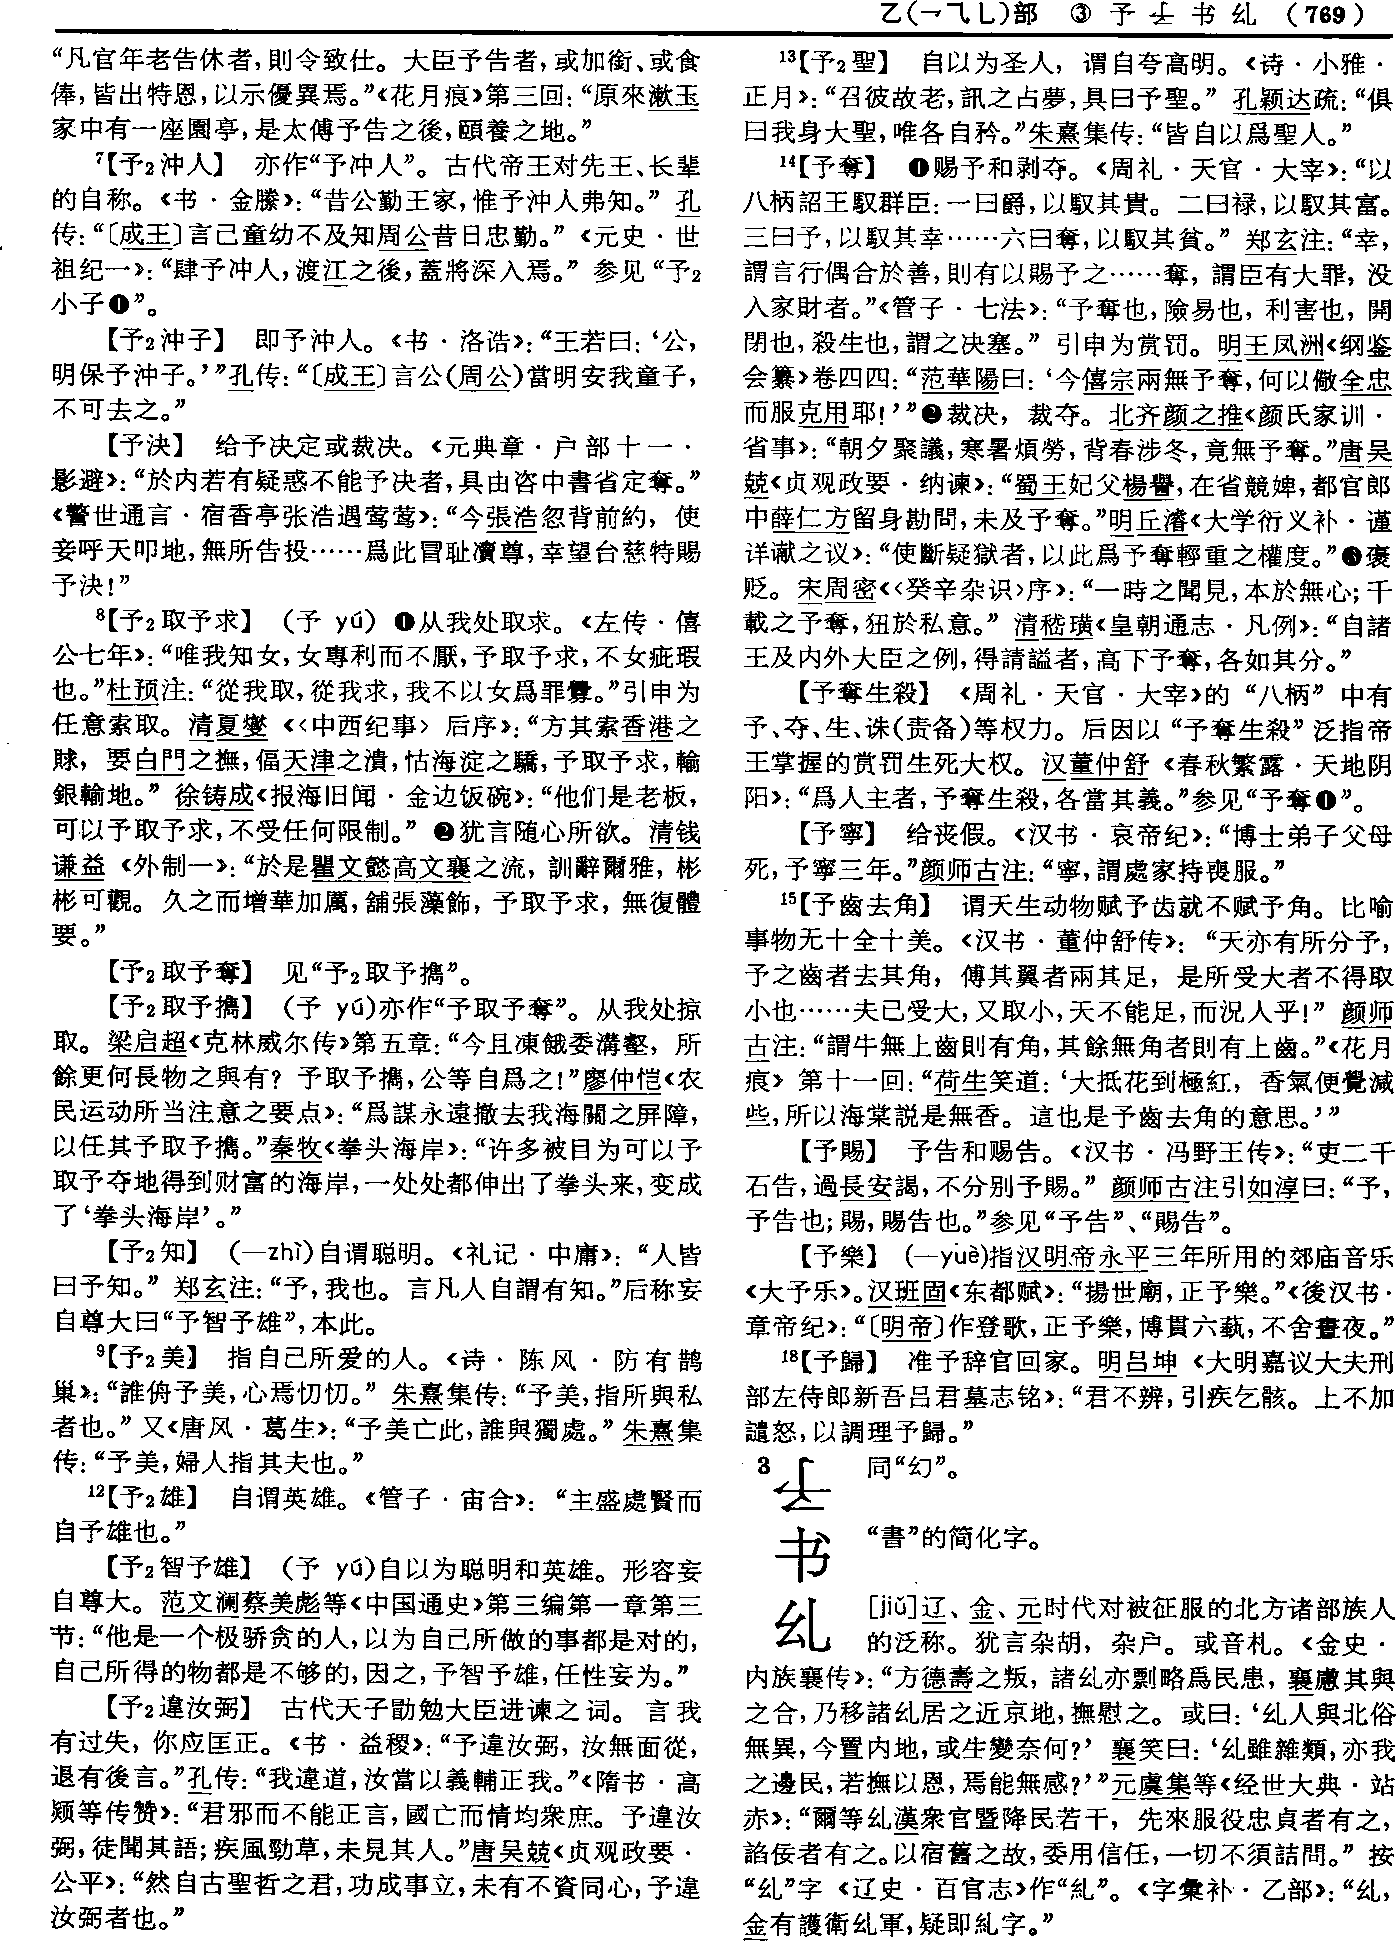 乙(㇀⺄乚)部 ③ 予 𠫔 书 乣 (769)
“凡官年老告休者,則令致仕。大臣予告者,或加銜、或食
俸,皆出特恩,以示優異焉。”《花月痕》第三回:“原來漱玉
家中有一座園亭,是太傅予告之後,頤養之地。”
⁷【予₂沖人】 亦作“予冲人”。古代帝王对先王、长辈
的自称。《书·金縢》:“昔公勤王家,惟予沖人弗知。” 孔
传:“〔成王〕言己童幼不及知周公昔日忠勤。”《元史·世
祖纪一》:“肆予冲人,渡江之後,蓋將深入焉。” 参见“予₂
小子❶”。
【予₂沖子】 即予沖人。《书·洛诰》:“王若曰:‘公,
明保予沖子。’”孔传:“〔成王〕言公(周公)當明安我童子,
不可去之。”
【予決】 给予决定或裁决。《元典章·户部十一·
影避》:“於内若有疑惑不能予决者,具由咨中書省定奪。”
《警世通言·宿香亭张浩遇莺莺》:“今張浩忽背前約,使
妾呼天叩地,無所告投……爲此冒耻瀆尊,幸望台慈特賜
予決!”
⁸【予₂取予求】 (予 yú) ❶从我处取求。《左传·僖
公七年》:“唯我知女,女專利而不厭,予取予求,不女疵瑕
也。”杜预注:“從我取,從我求,我不以女爲罪釁。”引申为
任意索取。清夏燮《〈中西纪事〉后序》:“方其索香港之
賕,要白門之撫,偪天津之潰,怙海淀之驕,予取予求,輸
銀輸地。” 徐铸成《报海旧闻·金边饭碗》:“他们是老板,
可以予取予求,不受任何限制。” ❷犹言随心所欲。清钱
谦益《外制一》:“於是瞿文懿高文襄之流,訓辭爾雅,彬
彬可觀。久之而增華加厲,舖張藻飾,予取予求,無復體
要。”
【予₂取予奪】 见“予₂取予攜”。
【予₂取予攜】 (予 yú)亦作“予取予奪”。从我处掠
取。梁启超《克林威尔传》第五章:“今且凍餓委溝壑,所
餘更何長物之與有?予取予攜,公等自爲之!”廖仲恺《农
民运动所当注意之要点》:“爲謀永遠撤去我海關之屏障,
以任其予取予攜。”秦牧《拳头海岸》:“许多被目为可以予
取予夺地得到财富的海岸,一处处都伸出了拳头来,变成
了‘拳头海岸’。”
【予₂知】 (—zhì)自谓聪明。《礼记·中庸》:“人皆
曰予知。” 郑玄注:“予,我也。言凡人自謂有知。”后称妄
自尊大曰“予智予雄”,本此。
⁹【予₂美】 指自己所爱的人。《诗·陈风·防有鹊
巢》:“誰侜予美,心焉忉忉。” 朱熹集传:“予美,指所與私
者也。”又《唐风·葛生》:“予美亡此,誰與獨處。”朱熹集
传:“予美,婦人指其夫也。”
¹²【予₂雄】 自谓英雄。《管子·宙合》:“主盛處賢而
自予雄也。”
【予₂智予雄】 (予 yú)自以为聪明和英雄。形容妄
自尊大。范文澜蔡美彪等《中国通史》第三编第一章第三
节:“他是一个极骄贪的人,以为自己所做的事都是对的,
自己所得的物都是不够的,因之,予智予雄,任性妄为。”
【予₂違汝弼】 古代天子勖勉大臣进谏之词。言我
有过失,你应匡正。《书·益稷》:“予違汝弼,汝無面從,
退有後言。”孔传:“我違道,汝當以義輔正我。”《隋书·高
颎等传赞》:“君邪而不能正言,國亡而情均衆庶。予違汝
弼,徒聞其語;疾風勁草,未見其人。”唐吴兢《贞观政要·
公平》:“然自古聖哲之君,功成事立,未有不資同心,予違
汝弼者也。”
¹³【予₂聖】 自以为圣人,谓自夸高明。《诗·小雅·
正月》:“召彼故老,訊之占夢,具曰予聖。” 孔颖达疏:“俱
曰我身大聖,唯各自矜。”朱熹集传:“皆自以爲聖人。”
¹⁴【予奪】 ❶赐予和剥夺。《周礼·天官·大宰》:“以
八柄詔王馭群臣:一曰爵,以馭其貴。二曰禄,以馭其富。
三曰予,以馭其幸……六曰奪,以馭其貧。” 郑玄注:“幸,
謂言行偶合於善,則有以賜予之……奪,謂臣有大罪,没
入家財者。”《管子·七法》:“予奪也,險易也,利害也,開
閉也,殺生也,謂之决塞。”引申为赏罚。明王凤洲《纲鉴
会纂》卷四四:“范華陽曰:‘今僖宗兩無予奪,何以儆全忠
而服克用耶!’”❷裁决,裁夺。北齐颜之推《颜氏家训·
省事》:“朝夕聚議,寒暑煩勞,背春涉冬,竟無予奪。”唐吴
兢《贞观政要·纳谏》:“蜀王妃父楊譽,在省競婢,都官郎
中薛仁方留身勘問,未及予奪。”明丘濬《大学衍义补·谨
详谳之议》:“使斷疑獄者,以此爲予奪輕重之權度。”❸褒
贬。宋周密《〈癸辛杂识〉序》:“一時之聞見,本於無心;千
載之予奪,狃於私意。” 清嵇璜《皇朝通志·凡例》:“自諸
王及内外大臣之例,得請謚者,高下予奪,各如其分。”
【予奪生殺】 《周礼·天官·大宰》的“八柄”中有
予、夺、生、诛(责备)等权力。后因以“予奪生殺”泛指帝
王掌握的赏罚生死大权。汉董仲舒《春秋繁露·天地阴
阳》:“爲人主者,予奪生殺,各當其義。”参见“予奪❶”。
【予寧】 给丧假。《汉书·哀帝纪》:“博士弟子父母
死,予寧三年。”颜师古注:“寧,謂處家持喪服。”
¹⁵【予齒去角】 谓天生动物赋予齿就不赋予角。比喻
事物无十全十美。《汉书·董仲舒传》:“天亦有所分予,
予之齒者去其角,傅其翼者兩其足,是所受大者不得取
小也……夫已受大,又取小,天不能足,而況人乎!” 颜师
古注:“謂牛無上齒則有角,其餘無角者則有上齒。”《花月
痕》第十一回:“荷生笑道:‘大抵花到極紅,香氣便覺減
些,所以海棠説是無香。這也是予齒去角的意思。’”
【予賜】 予告和赐告。《汉书·冯野王传》:“吏二千
石告,過長安謁,不分别予賜。” 颜师古注引如淳曰:“予,
予告也;賜,賜告也。”参见“予告”、“賜告”。
【予樂】 (—yuè)指汉明帝永平三年所用的郊庙音乐
《大予乐》。汉班固《东都赋》:“揚世廟,正予樂。”《後汉书·
章帝纪》:“〔明帝〕作登歌,正予樂,博貫六蓺,不舍晝夜。”
¹⁸【予歸】 准予辞官回家。明吕坤《大明嘉议大夫刑
部左侍郎新吾吕君墓志铭》:“君不辨,引疾乞骸。上不加
譴怒,以調理予歸。”
3 𠫔 同“幻”。
书 “書”的简化字。
乣 [jiǔ]辽、金、元时代对被征服的北方诸部族人
的泛称。犹言杂胡,杂户。或音札。《金史·
内族襄传》:“方德壽之叛,諸乣亦剽略爲民患,襄慮其與
之合,乃移諸乣居之近京地,撫慰之。或曰:‘乣人與北俗
無異,今置内地,或生變奈何?’襄笑曰:‘乣雖雜類,亦我
之邊民,若撫以恩,焉能無感?’”元虞集等《经世大典·站
赤》:“爾等乣漢衆官暨降民若干,先來服役忠貞者有之,
諂佞者有之。以宿舊之故,委用信任,一切不須詰問。” 按
“乣”字《辽史·百官志》作“糺”。《字彙补·乙部》:“乣,
金有護衛乣軍,疑即糺字。”